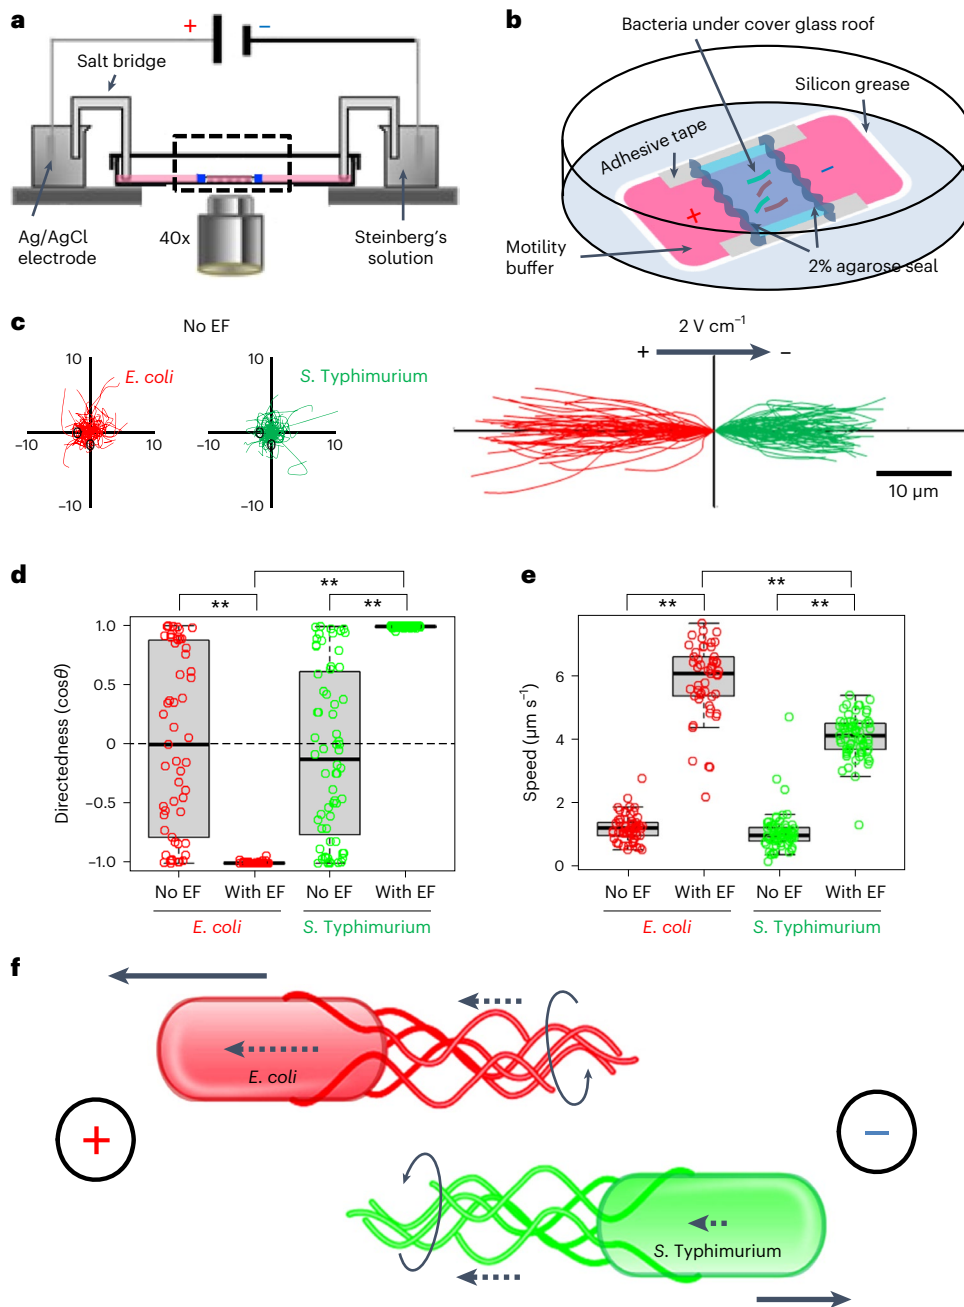 a
+
−
Salt bridge
Ag/AgCl
electrode
40x
Steinberg's
solution
b
Bacteria under cover glass roof
Silicon grease
Adhesive tape
+
−
Motility
buffer
2% agarose seal
c
No EF
10
E. coli
−10
0
0
10
−10
10
S. Typhimurium
−10
0
0
10
−10
2 V cm⁻¹
+
−
10 µm
d
**
**
**
Directedness (cosθ)
1.0
0.5
0
−0.5
−1.0
No EF
With EF
No EF
With EF
E. coli
S. Typhimurium
e
**
**
**
Speed (µm s⁻¹)
6
4
2
0
No EF
With EF
No EF
With EF
E. coli
S. Typhimurium
f
E. coli
+
−
S. Typhimurium